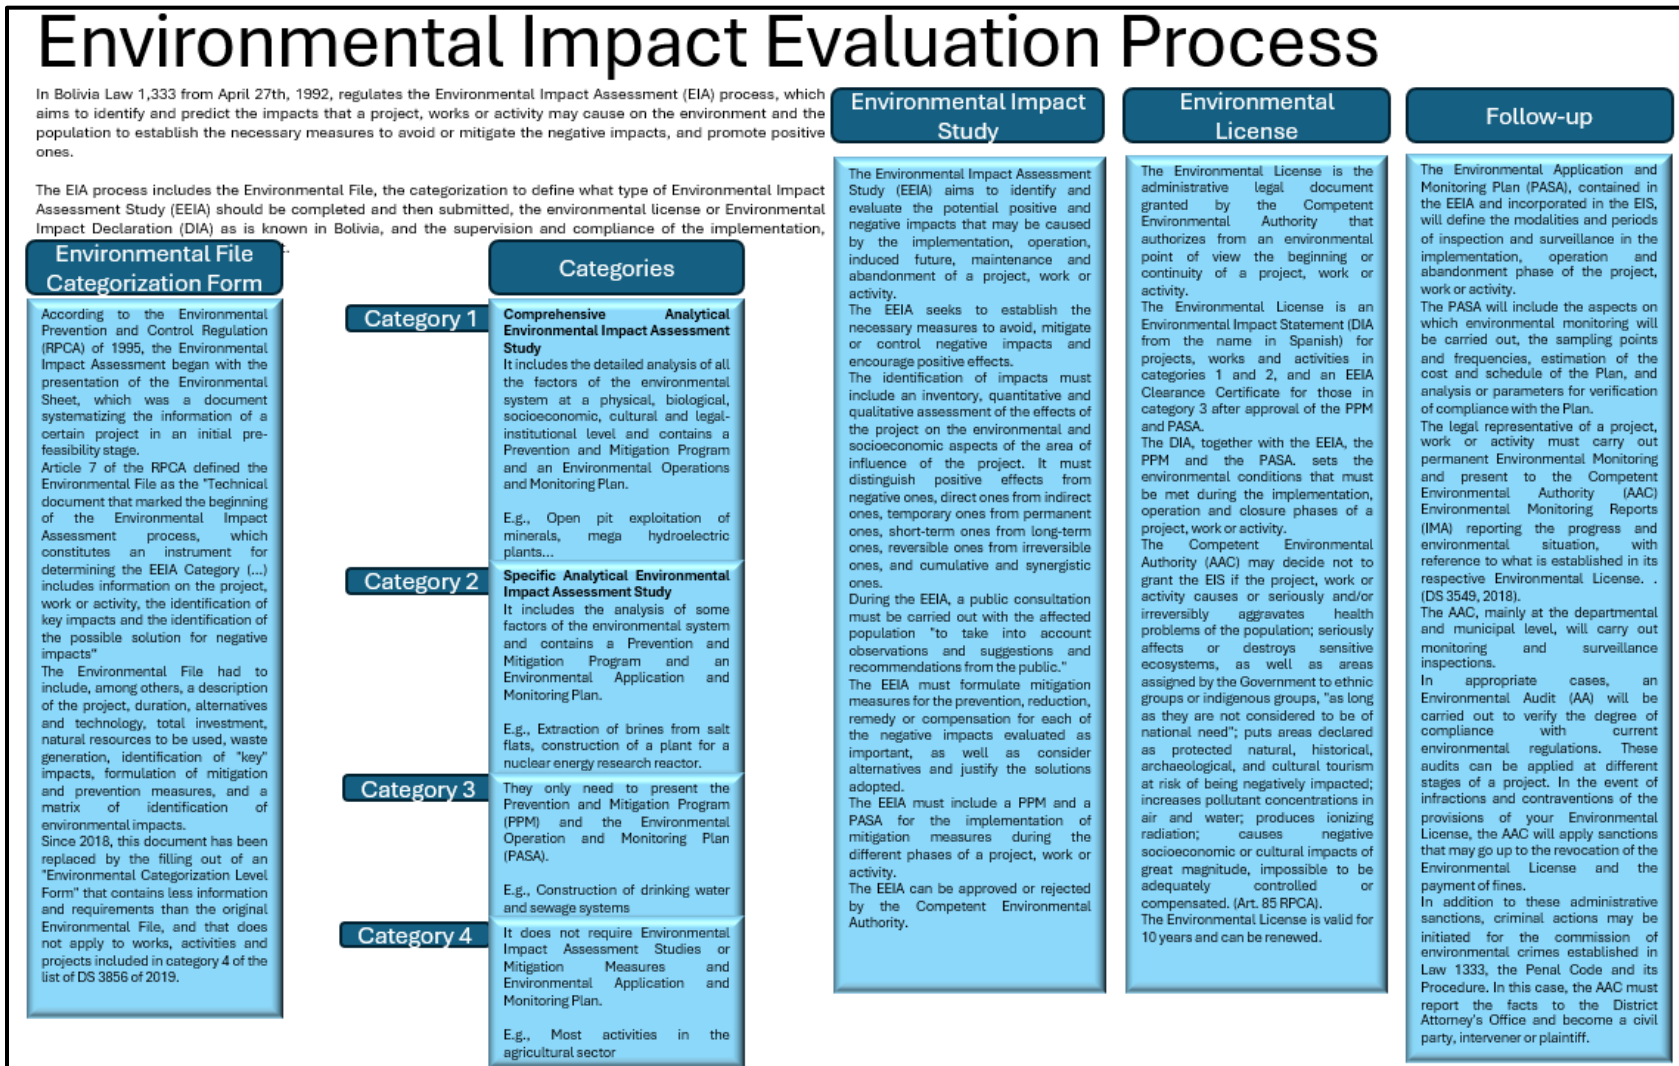 Environmental Impact Evaluation Process
In Bolivia Law 1,333 from April 27th, 1992, regulates the Environmental Impact Assessment (EIA) process, which
aims to identify and predict the impacts that a project, works or activity may cause on the environment and the
population to establish the necessary measures to avoid or mitigate the negative impacts, and promote positive
ones.
The EIA process includes the Environmental File, the categorization to define what type of Environmental Impact
Assessment Study (EEIA) should be completed and then submitted, the environmental license or Environmental
Impact Declaration (DIA) as is known in Bolivia, and the supervision and compliance of the implementation,
Environmental File
Categorization Form
According to the Environmental
Prevention and Control Regulation
(RPCA) of 1995, the Environmental
Impact Assessment began with the
presentation of the Environmental
Sheet, which was a document
systematizing the information of a
certain project in an initial pre-
feasibility stage.
Article 7 of the RPCA defined the
Environmental File as the "Technical
document that marked the beginning
of the Environmental Impact
Assessment process, which
constitutes an instrument for
determining the EEIA Category (...)
includes information on the project,
work or activity, the identification of
key impacts and the identification of
the possible solution for negative
impacts"
The Environmental File had to
include, among others, a description
of the project, duration, alternatives
and technology, total investment,
natural resources to be used, waste
generation, identification of "key"
impacts, formulation of mitigation
and prevention measures, and a
matrix of identification of
environmental impacts.
Since 2018, this document has been
replaced by the filling out of an
"Environmental Categorization Level
Form" that contains less information
and requirements than the original
Environmental File, and that does
not apply to works, activities and
projects included in category 4 of the
list of DS 3856 of 2019.
Categories
Category 1
Comprehensive Analytical
Environmental Impact Assessment
Study
It includes the detailed analysis of all
the factors of the environmental
system at a physical, biological,
socioeconomic, cultural and legal-
institutional level and contains a
Prevention and Mitigation Program
and an Environmental Operations
and Monitoring Plan.
E.g., Open pit exploitation of
minerals, mega hydroelectric
plants...
Category 2
Specific Analytical Environmental
Impact Assessment Study
It includes the analysis of some
factors of the environmental system
and contains a Prevention and
Mitigation Program and an
Environmental Application and
Monitoring Plan.
E.g., Extraction of brines from salt
flats, construction of a plant for a
nuclear energy research reactor.
Category 3
They only need to present the
Prevention and Mitigation Program
(PPM) and the Environmental
Operation and Monitoring Plan
(PASA).
E.g., Construction of drinking water
and sewage systems
Category 4
It does not require Environmental
Impact Assessment Studies or
Mitigation Measures and
Environmental Application and
Monitoring Plan.
E.g., Most activities in the
agricultural sector
Environmental Impact
Study
The Environmental Impact Assessment
Study (EEIA) aims to identify and
evaluate the potential positive and
negative impacts that may be caused
by the implementation, operation,
induced future, maintenance and
abandonment of a project, work or
activity.
The EEIA seeks to establish the
necessary measures to avoid, mitigate
or control negative impacts and
encourage positive effects.
The identification of impacts must
include an inventory, quantitative and
qualitative assessment of the effects of
the project on the environmental and
socioeconomic aspects of the area of
influence of the project. It must
distinguish positive effects from
negative ones, direct ones from indirect
ones, temporary ones from permanent
ones, short-term ones from long-term
ones, reversible ones from irreversible
ones, and cumulative and synergistic
ones.
During the EEIA, a public consultation
must be carried out with the affected
population "to take into account
observations and suggestions and
recommendations from the public."
The EEIA must formulate mitigation
measures for the prevention, reduction,
remedy or compensation for each of
the negative impacts evaluated as
important, as well as consider
alternatives and justify the solutions
adopted.
The EEIA must include a PPM and a
PASA for the implementation of
mitigation measures during the
different phases of a project, work or
activity.
The EEIA can be approved or rejected
by the Competent Environmental
Authority.
Environmental
License
The Environmental License is the
administrative legal document
granted by the Competent
Environmental Authority that
authorizes from an environmental
point of view the beginning or
continuity of a project, work or
activity.
The Environmental License is an
Environmental Impact Statement (DIA
from the name in Spanish) for
projects, works and activities in
categories 1 and 2, and an EEIA
Clearance Certificate for those in
category 3 after approval of the PPM
and PASA.
The DIA, together with the EEIA, the
PPM and the PASA. sets the
environmental conditions that must
be met during the implementation,
operation and closure phases of a
project, work or activity.
The Competent Environmental
Authority (AAC) may decide not to
grant the EIS if the project, work or
activity causes or seriously and/or
irreversibly aggravates health
problems of the population; seriously
affects or destroys sensitive
ecosystems, as well as areas
assigned by the Government to ethnic
groups or indigenous groups, "as long
as they are not considered to be of
national need"; puts areas declared
as protected natural, historical,
archaeological, and cultural tourism
at risk of being negatively impacted;
increases pollutant concentrations in
air and water; produces ionizing
radiation; causes negative
socioeconomic or cultural impacts of
great magnitude, impossible to be
adequately controlled or
compensated. (Art. 85 RPCA).
The Environmental License is valid for
10 years and can be renewed.
Follow-up
The Environmental Application and
Monitoring Plan (PASA), contained in
the EEIA and incorporated in the EIS,
will define the modalities and periods
of inspection and surveillance in the
implementation, operation and
abandonment phase of the project,
work or activity.
The PASA will include the aspects on
which environmental monitoring will
be carried out, the sampling points
and frequencies, estimation of the
cost and schedule of the Plan, and
analysis or parameters for verification
of compliance with the Plan.
The legal representative of a project,
work or activity must carry out
permanent Environmental Monitoring
and present to the Competent
Environmental Authority (AAC)
Environmental Monitoring Reports
(IMA) reporting the progress and
environmental situation, with
reference to what is established in its
respective Environmental License. .
(DS 3549, 2018).
The AAC, mainly at the departmental
and municipal level, will carry out
monitoring and surveillance
inspections.
In appropriate cases, an
Environmental Audit (AA) will be
carried out to verify the degree of
compliance with current
environmental regulations. These
audits can be applied at different
stages of a project. In the event of
infractions and contraventions of the
provisions of your Environmental
License, the AAC will apply sanctions
that may go up to the revocation of the
Environmental License and the
payment of fines.
In addition to these administrative
sanctions, criminal actions may be
initiated for the commission of
environmental crimes established in
Law 1333, the Penal Code and its
Procedure. In this case, the AAC must
report the facts to the District
Attorney's Office and become a civil
party, intervener or plaintiff.